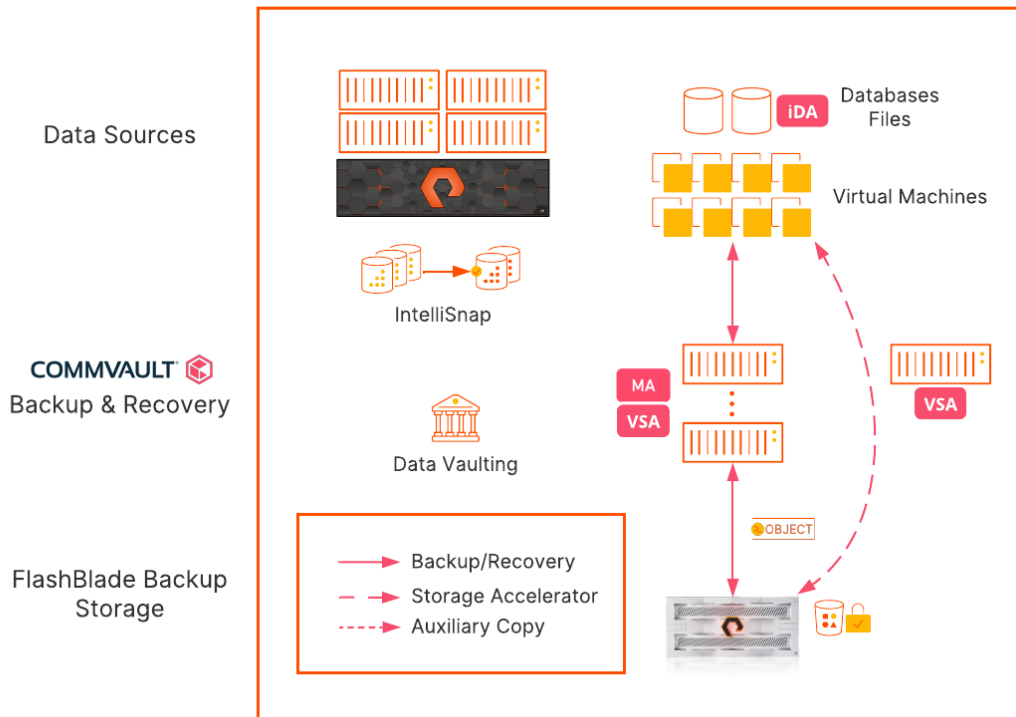 Data Sources
iDA
Databases
Files
Virtual Machines
IntelliSnap
COMMVAULT
Backup & Recovery
MA
VSA
VSA
Data Vaulting
OBJECT
Backup/Recovery
Storage Accelerator
Auxiliary Copy
FlashBlade Backup
Storage